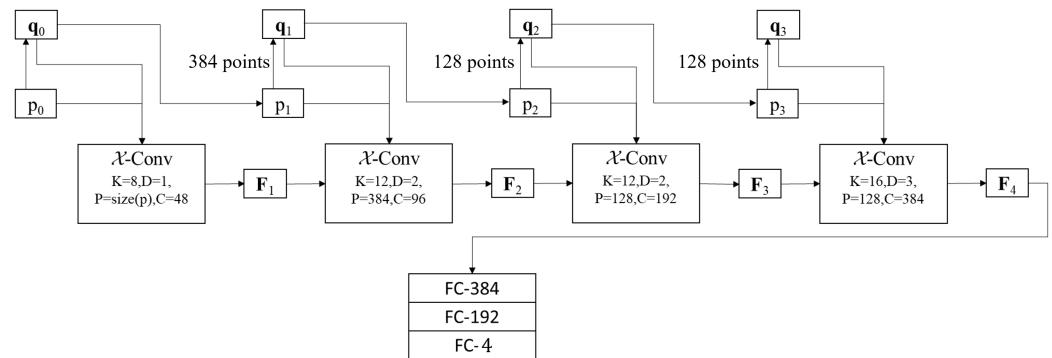 q₀
q₁
q₂
q₃
384 points
128 points
128 points
p₀
p₁
p₂
p₃
𝒳-Conv
K=8,D=1,
P=size(p),C=48
F₁
𝒳-Conv
K=12,D=2,
P=384,C=96
F₂
𝒳-Conv
K=12,D=2,
P=128,C=192
F₃
𝒳-Conv
K=16,D=3,
P=128,C=384
F₄
FC-384
FC-192
FC-4